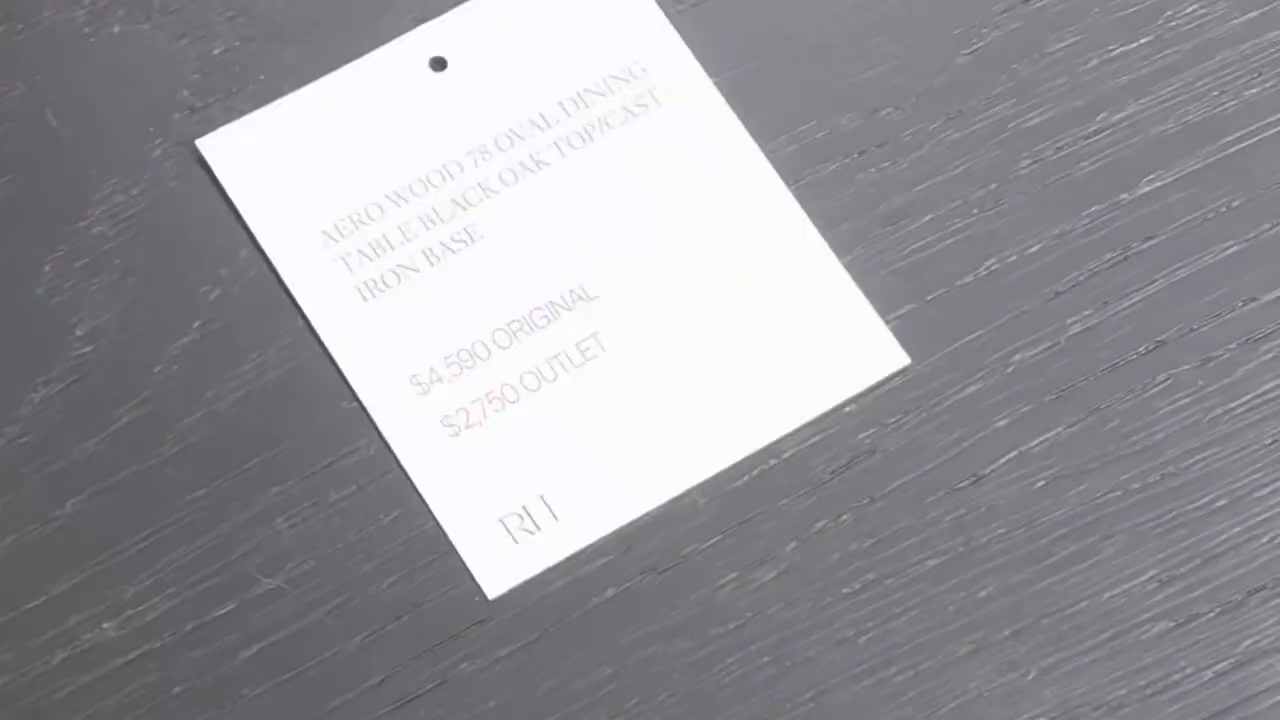 AERO WOOD 78 OVAL DINING
TABLE BLACK OAK TOP/CAST
IRON BASE
$4,590 ORIGINAL
$2,750 OUTLET
RH